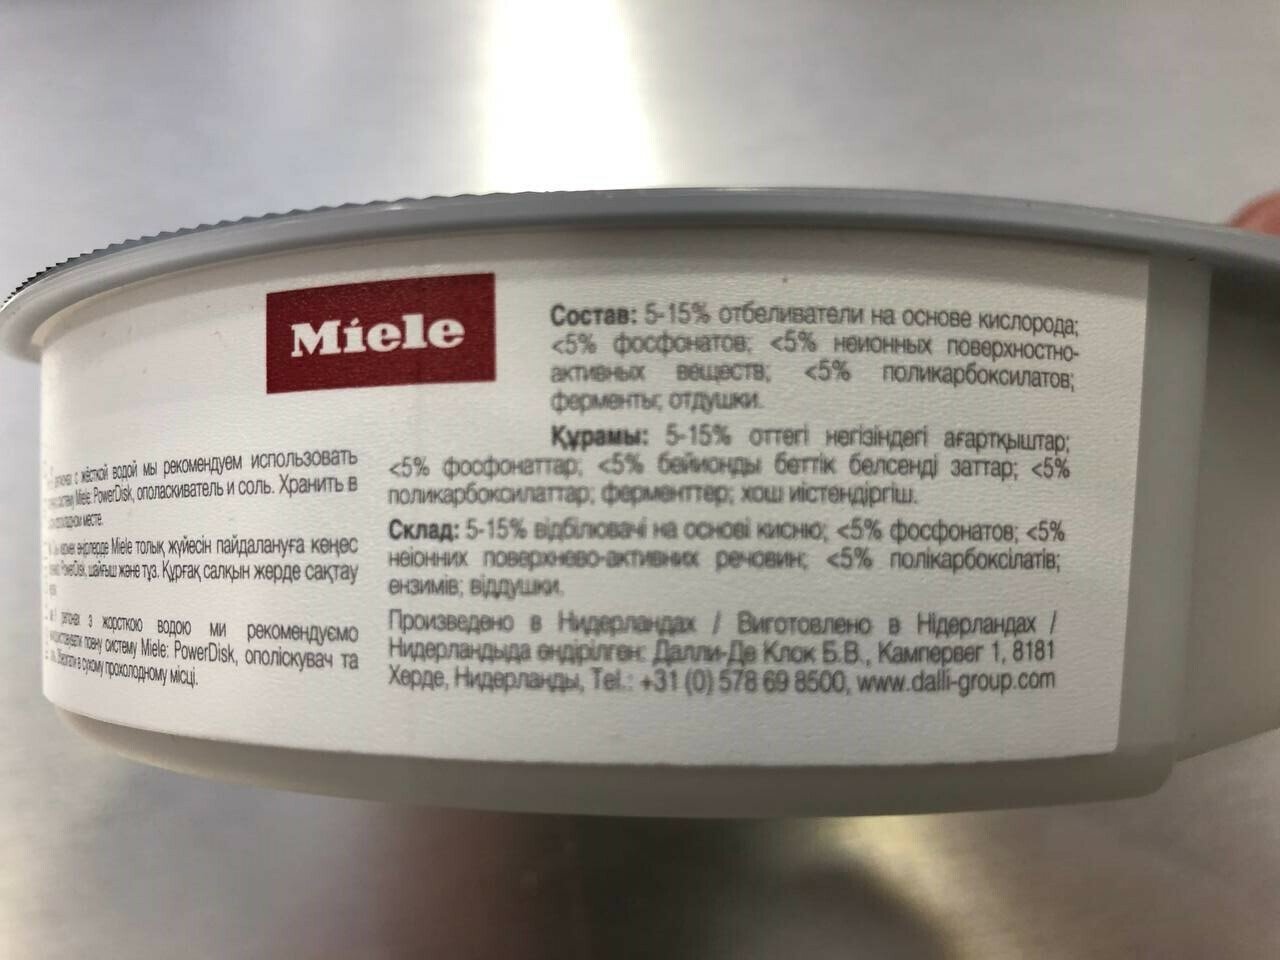 Miele
Состав: 5-15% отбеливатели на основе кислорода;
<5% фосфонатов; <5% неионных поверхностно-
активных веществ; <5% поликарбоксилатов;
ферменты; отдушки.
Құрамы: 5-15% оттегі негізіндегі ағартқыштар;
<5% фосфонаттар; <5% бейионды беттік белсенді заттар; <5%
поликарбоксилаттар; ферменттер; хош иістендіргіш.
Склад: 5-15% відбілювачі на основі кисню; <5% фосфонатов; <5%
неіонних поверхнево-активних речовин; <5% полікарбоксілатів;
ензимів; віддушки.
Произведено в Нидерландах / Виготовлено в Нідерландах /
Нидерландыда өндірілген: Далли-Де Клок Б.В., Кампервег 1, 8181
Херде, Нидерланды, Tel.: +31 (0) 578 69 8500, www.dalli-group.com
с жёсткой водой мы рекомендуем использовать
систему Miele: PowerDisk, ополаскиватель и соль. Хранить в
месте.
өңірлерде Miele толық жүйесін пайдалануға кеңес
PowerDisk, шайғыш және тұз. Құрғақ салқын жерде сақтау
з жорсткою водою ми рекомендуємо
повну систему Miele: PowerDisk, ополіскувач та
Зберігати в сухому прохолодному місці.